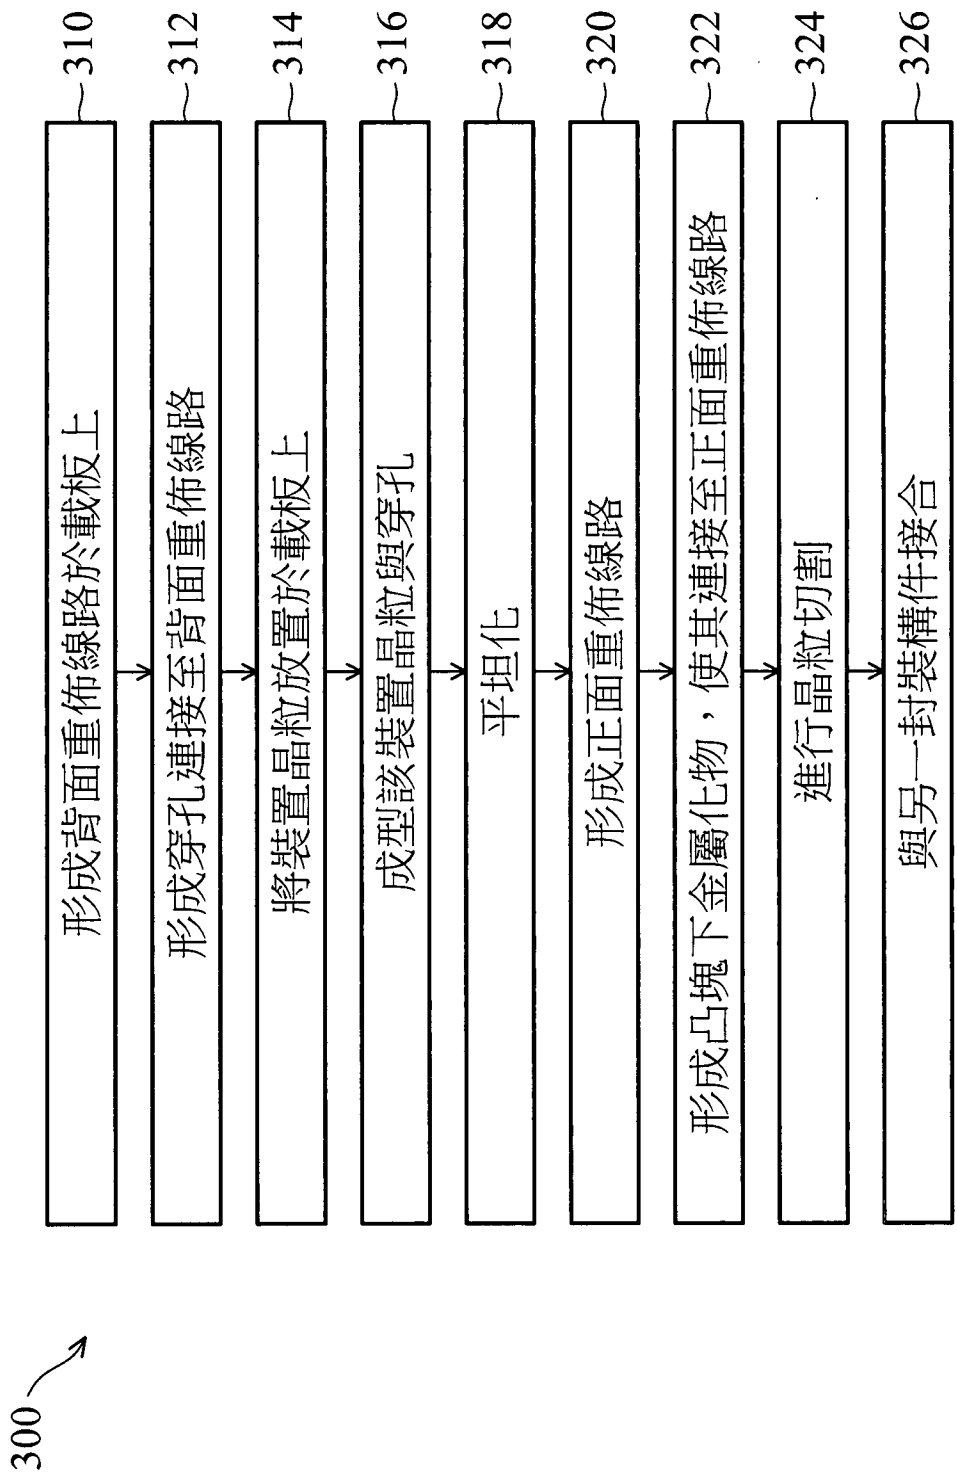 300
形成背面重佈線路於載板上
310
形成穿孔連接至背面重佈線路
312
將裝置晶粒放置於載板上
314
成型該裝置晶粒與穿孔
316
平坦化
318
形成正面重佈線路
320
形成凸塊下金屬化物，使其連接至正面重佈線路
322
進行晶粒切割
324
與另一封裝構件接合
326